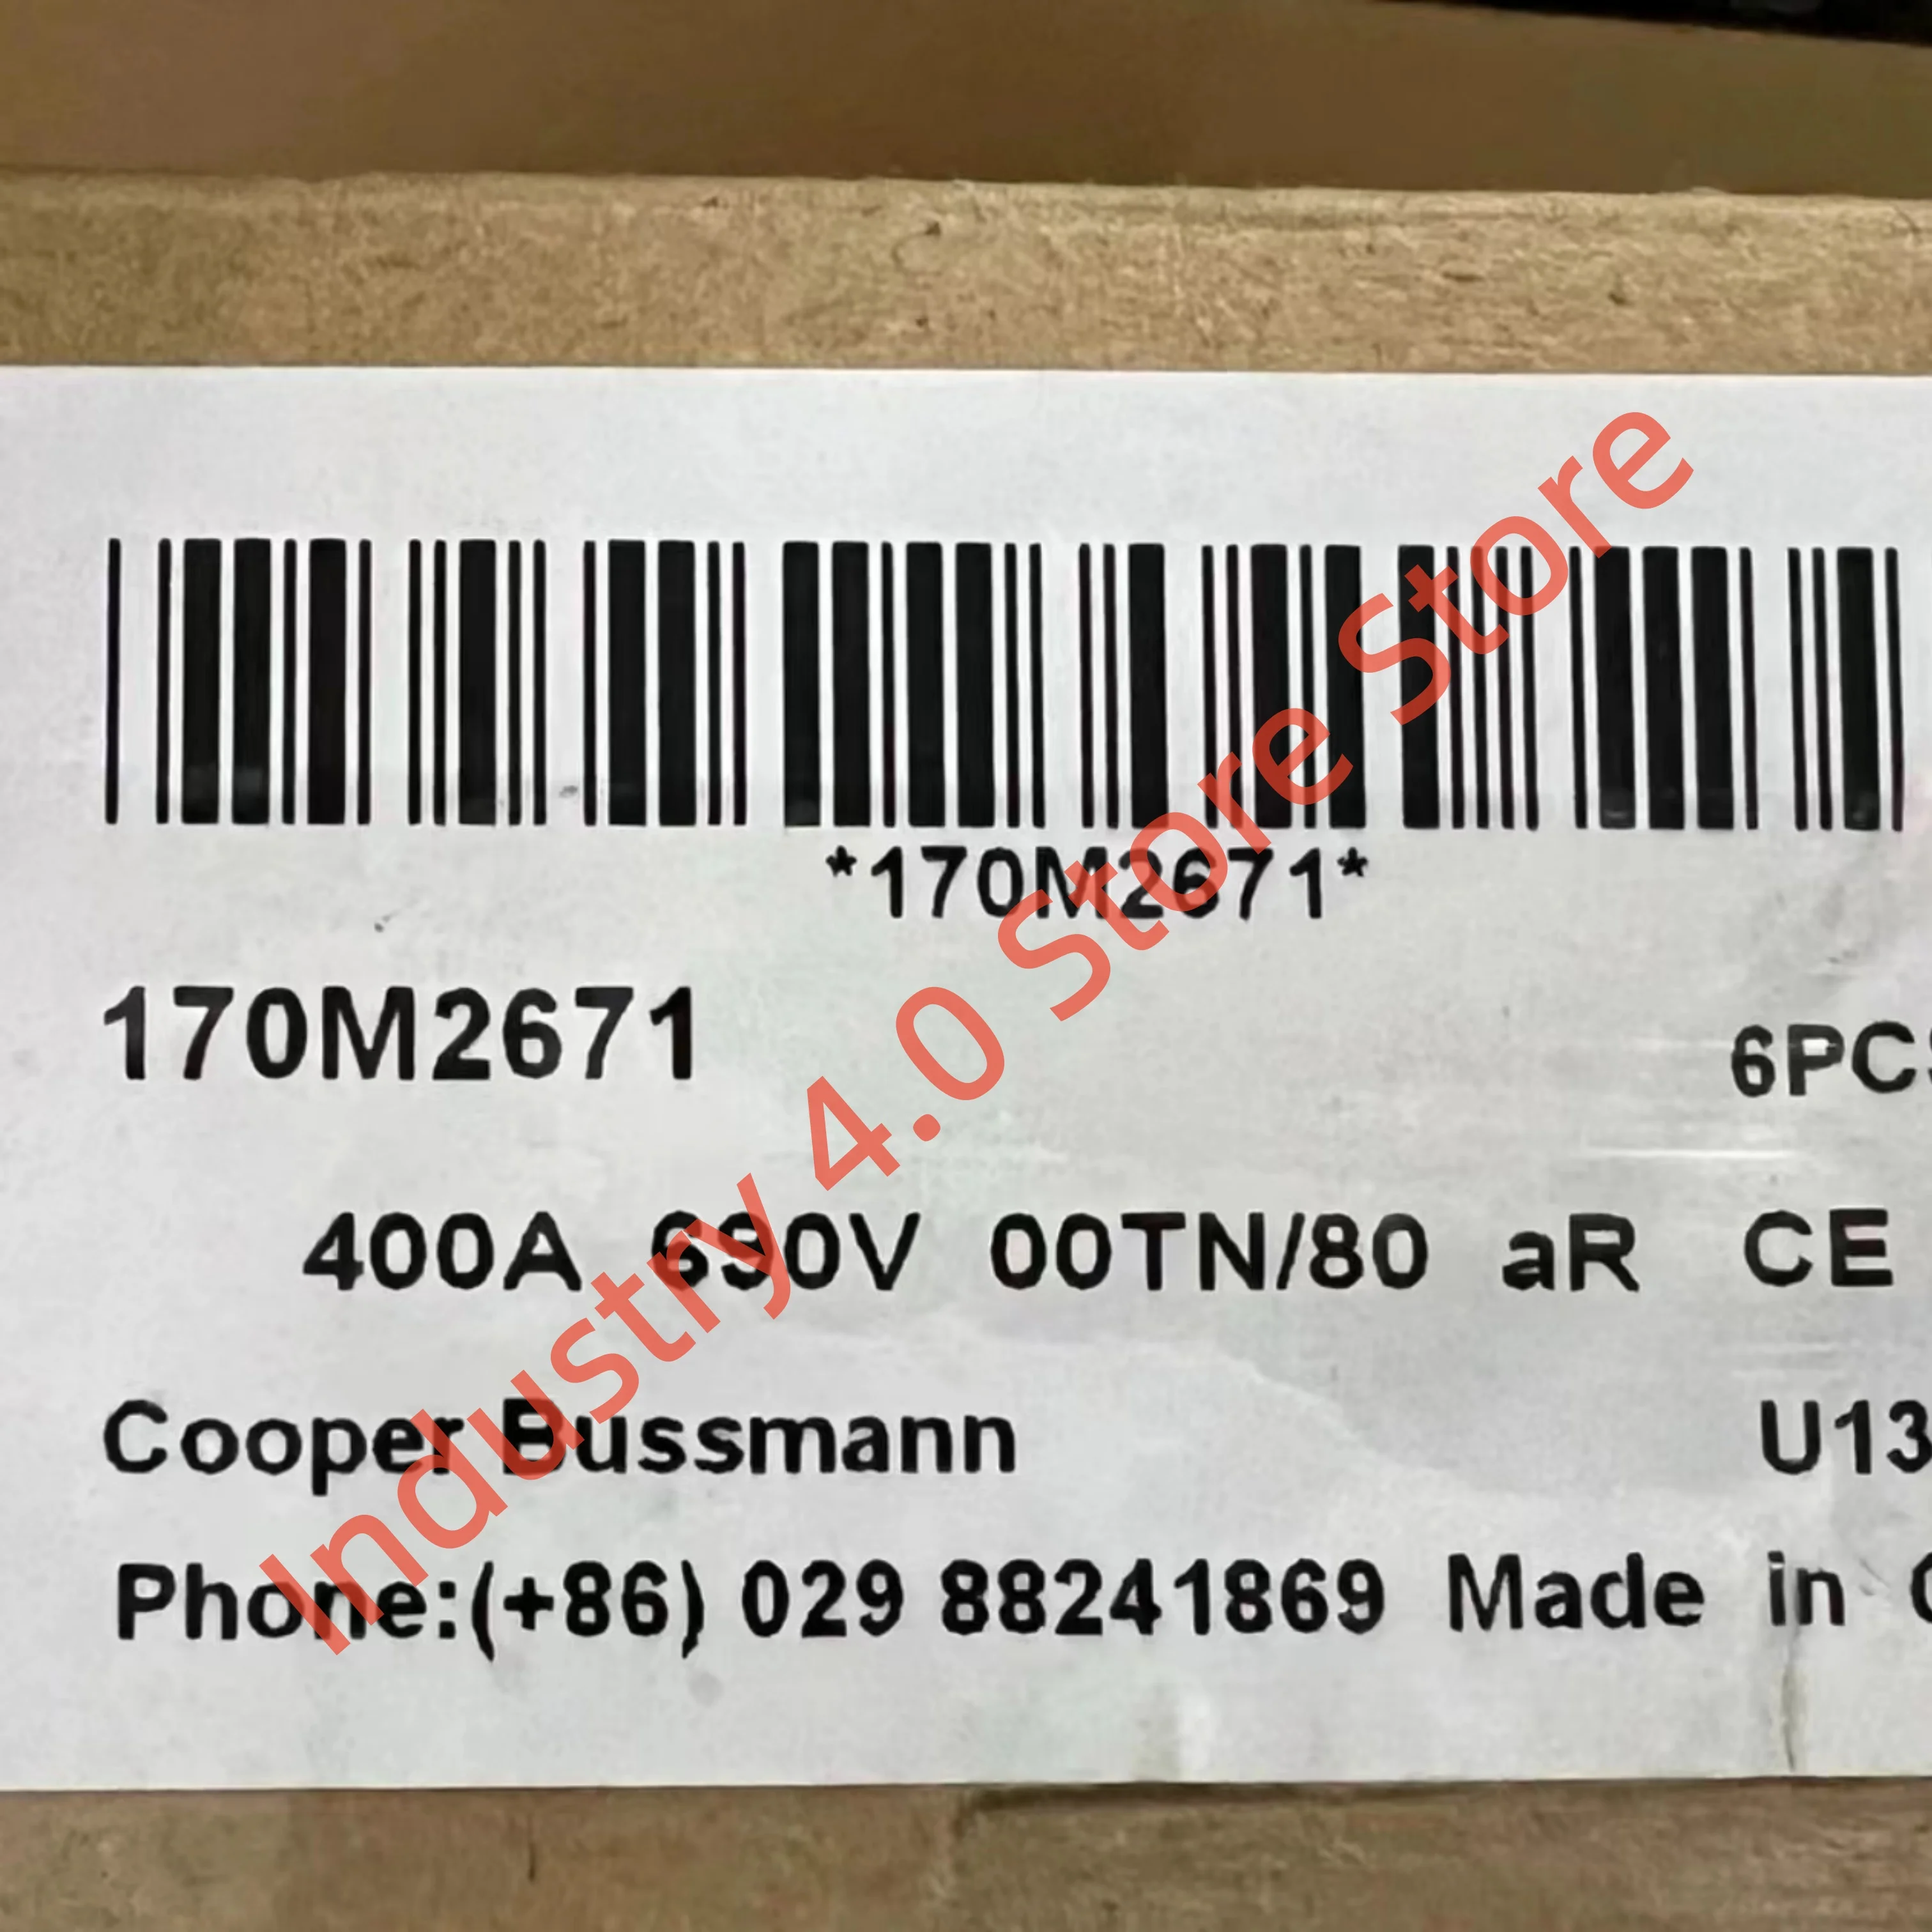 *170M2671*
170M2671 6PCS
400A 690V 00TN/80 aR CE
Cooper Bussmann U13
Phone:(+86) 029 88241869 Made in
Industry 4.0 Store Store